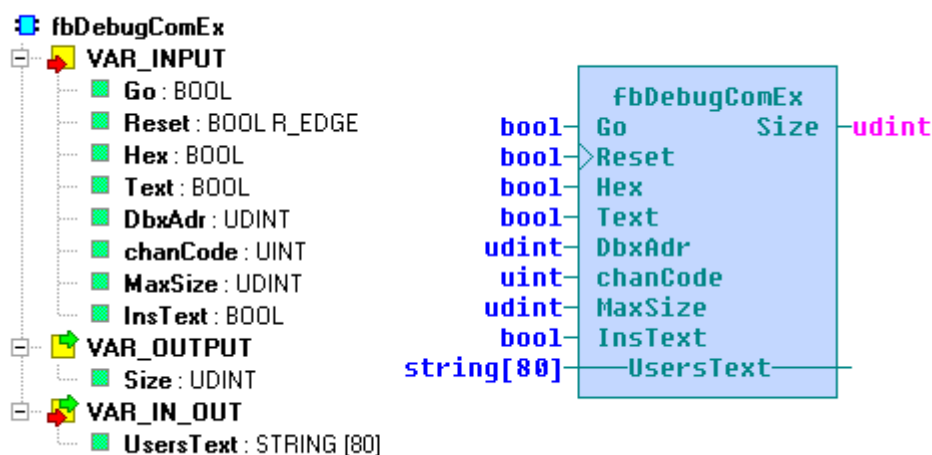 fbDebugComEx
VAR_INPUT
Go : BOOL
Reset : BOOL R_EDGE
Hex : BOOL
Text : BOOL
DbxAdr : UDINT
chanCode : UINT
MaxSize : UDINT
InsText : BOOL
VAR_OUTPUT
Size : UDINT
VAR_IN_OUT
UsersText : STRING [80]
fbDebugComEx
bool Go Size udint
bool Reset
bool Hex
bool Text
udint DbxAdr
uint chanCode
udint MaxSize
bool InsText
string[80] UsersText